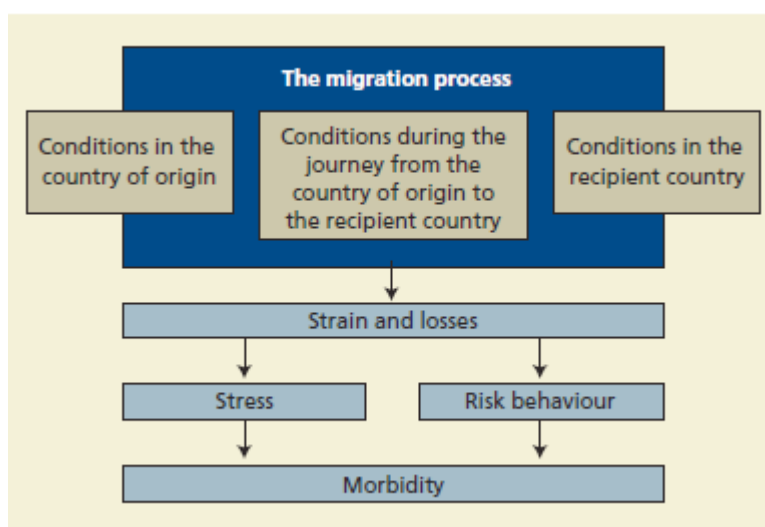 The migration process
Conditions in the
country of origin
Conditions during the
journey from the
country of origin to
the recipient country
Conditions in the
recipient country
Strain and losses
Stress
Risk behaviour
Morbidity